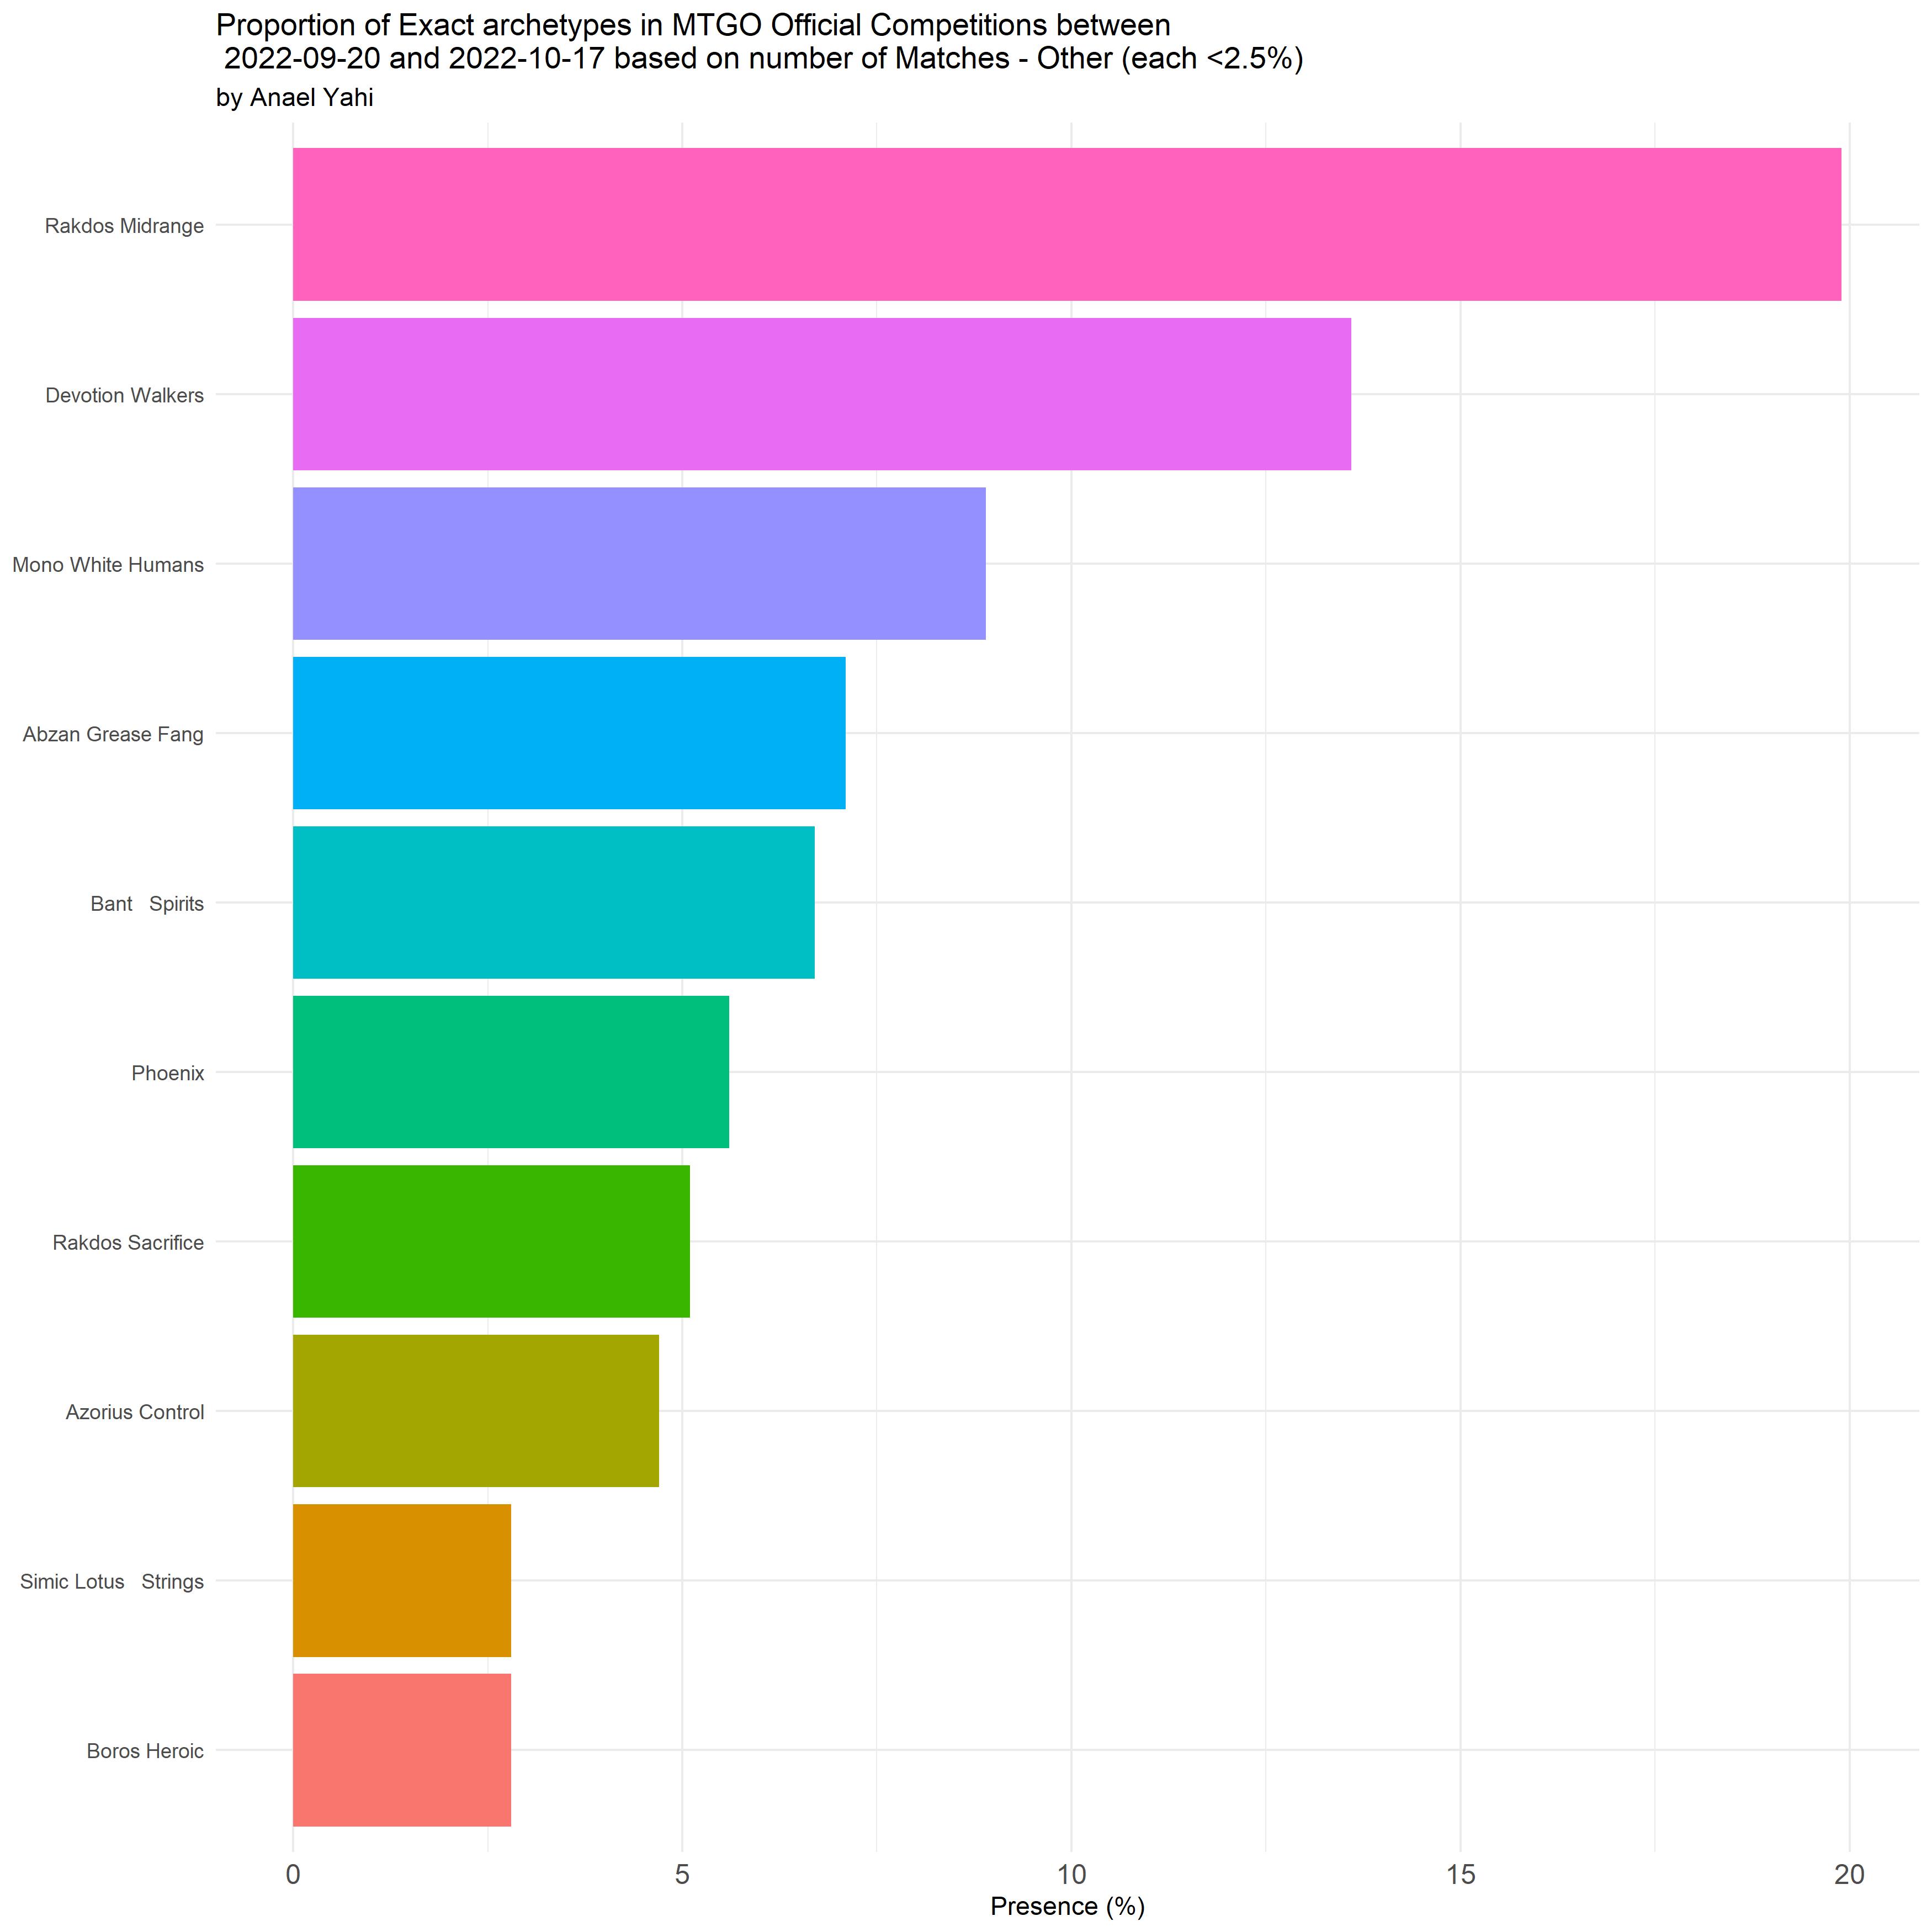 Proportion of Exact archetypes in MTGO Official Competitions between
2022-09-20 and 2022-10-17 based on number of Matches - Other (each <2.5%)
by Anael Yahi
Rakdos Midrange
Devotion Walkers
Mono White Humans
Abzan Grease Fang
Bant   Spirits
Phoenix
Rakdos Sacrifice
Azorius Control
Simic Lotus   Strings
Boros Heroic
0 5 10 15 20
Presence (%)